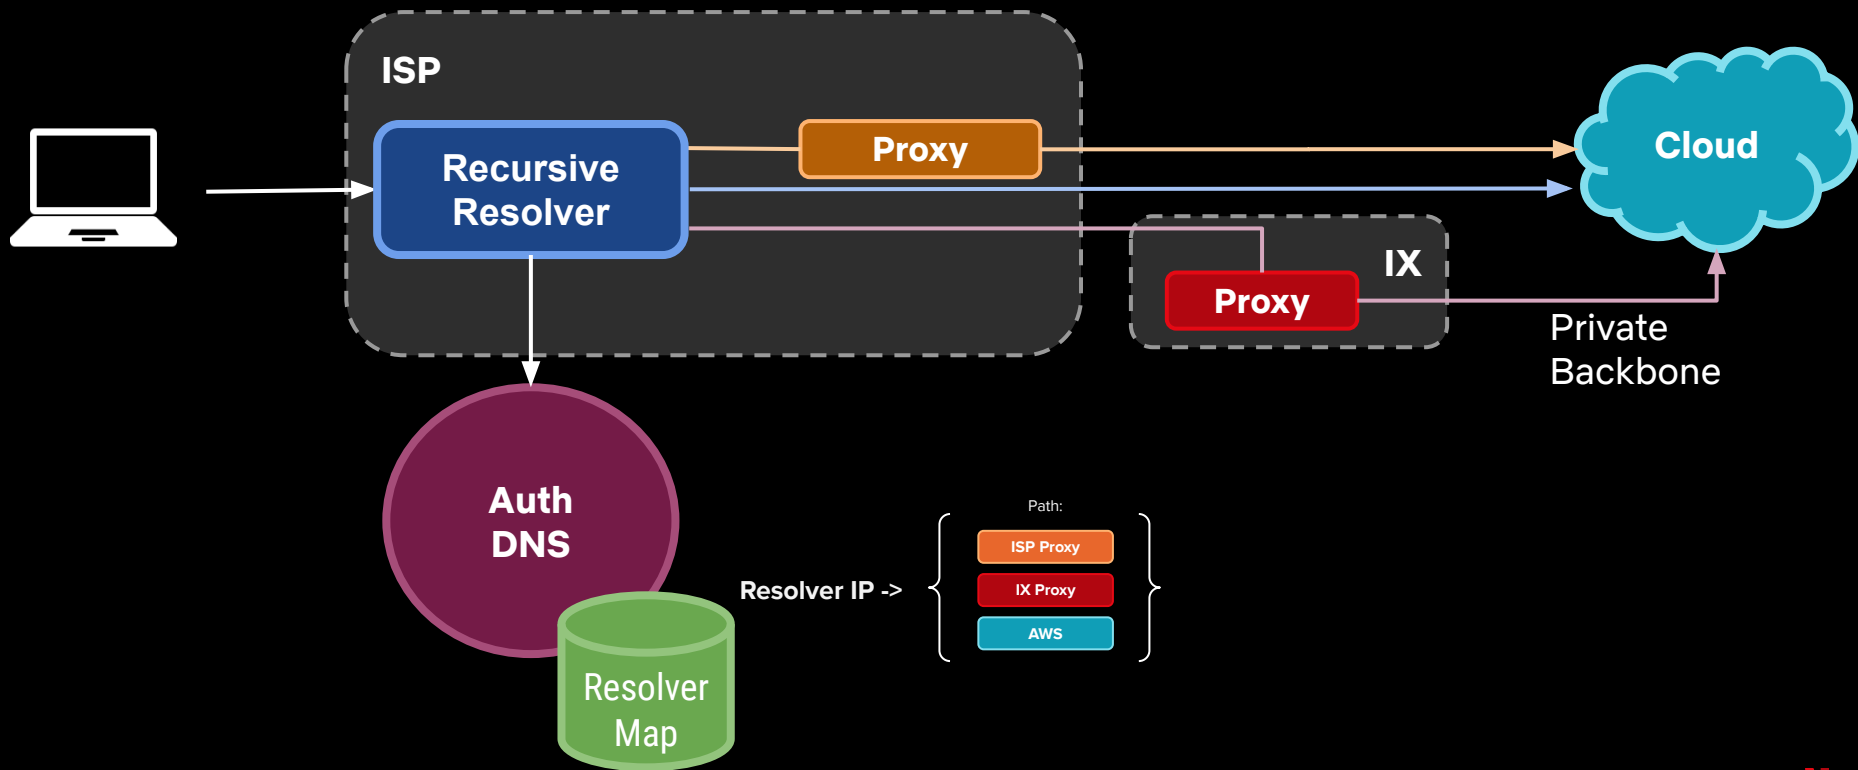 ISP
Recursive
Resolver
Proxy
Cloud
IX
Proxy
Private
Backbone
Auth
DNS
Resolver
Map
Resolver IP ->
Path:
ISP Proxy
IX Proxy
AWS